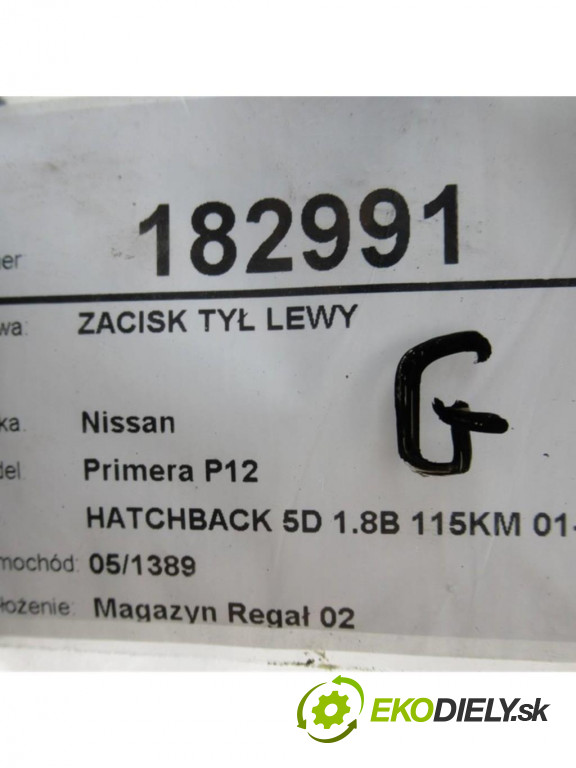 ner 182991
wa: ZACISK TYŁ LEWY
G
ka. Nissan
del Primera P12
HATCHBACK 5D 1.8B 115KM 01-
mochód: 05/1389
łożenie: Magazyn Regał 02
EKODIELY.sk